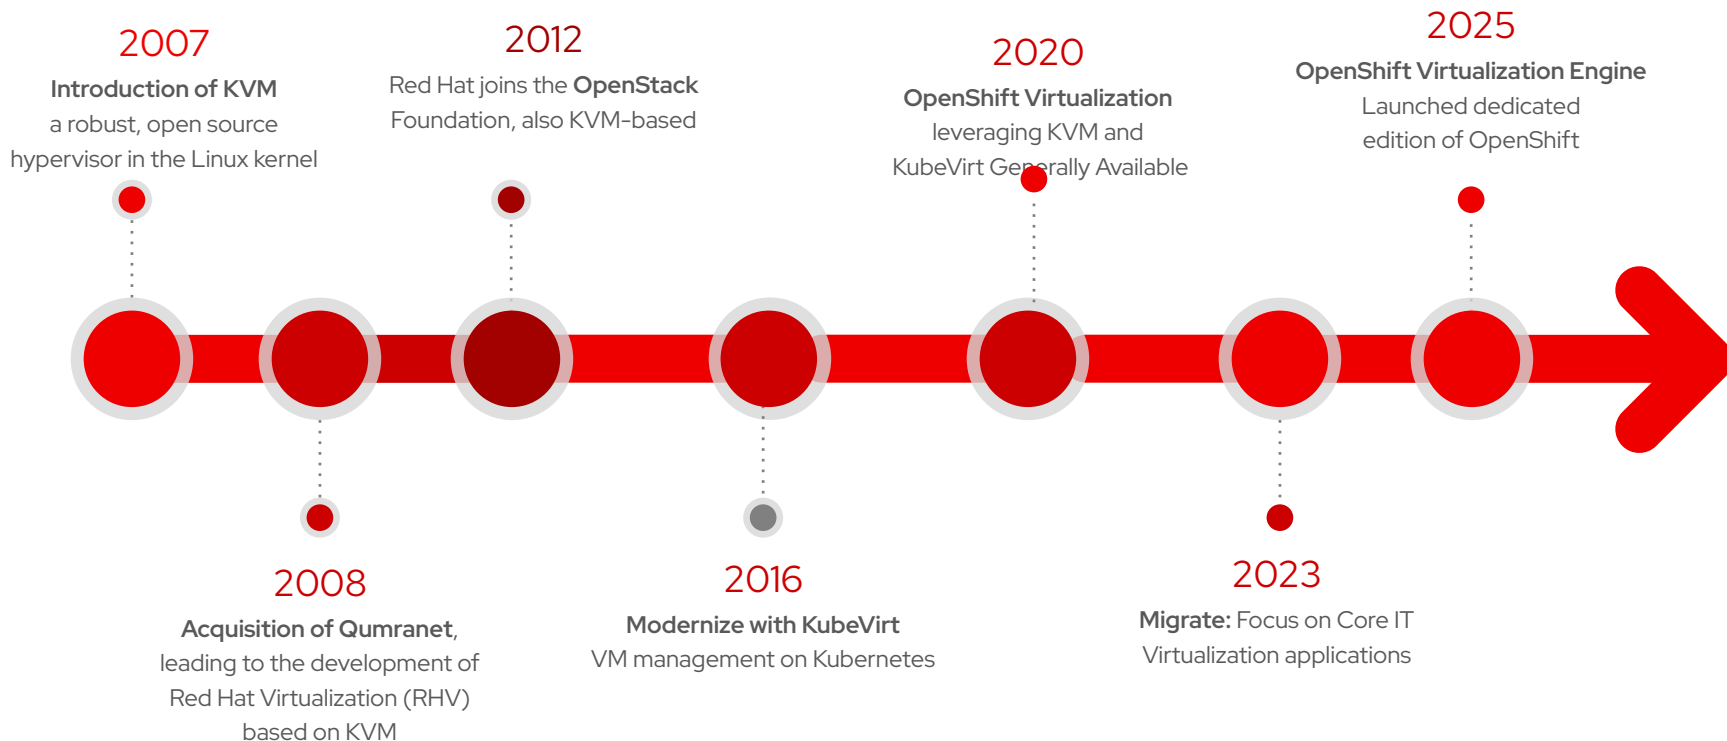 2007
Introduction of KVM
a robust, open source
hypervisor in the Linux kernel
2012
Red Hat joins the OpenStack
Foundation, also KVM-based
2020
OpenShift Virtualization
leveraging KVM and
KubeVirt Generally Available
2025
OpenShift Virtualization Engine
Launched dedicated
edition of OpenShift
2008
Acquisition of Qumranet,
leading to the development of
Red Hat Virtualization (RHV)
based on KVM
2016
Modernize with KubeVirt
VM management on Kubernetes
2023
Migrate: Focus on Core IT
Virtualization applications